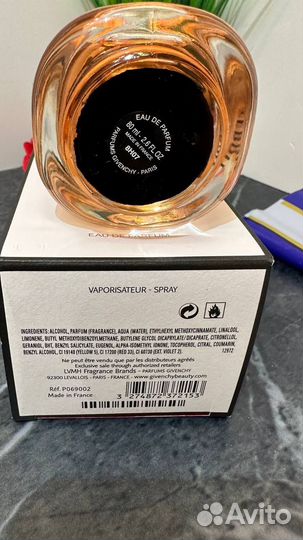 EAU DE PARFUM
80 ml - 2.6 FL.OZ
MADE IN FRANCE
8H07
PARFUMS GIVENCHY - PARIS
EAU DE PARFUM
VAPORISATEUR - SPRAY
INGREDIENTS: ALCOHOL, PARFUM (FRAGRANCE), AQUA (WATER), ETHYLHEXYL METHOXYCINNAMATE, LINALOOL,
LIMONENE, BUTYL METHOXYDIBENZOYLMETHANE, BUTYLENE GLYCOL DICAPRYLATE/DICAPRATE, CITRONELLOL,
GERANIOL, BHT, BENZYL SALICYLATE, EUGENOL, ALPHA-ISOMETHYL IONONE, TOCOPHEROL, CITRAL, COUMARIN,
BENZYL ALCOHOL, CI 19140 (YELLOW 5), CI 17200 (RED 33), CI 60730 (EXT. VIOLET 2).
Ne peut être vendu que par les distributeurs agréés
Exclusive sale through authorized retailers
LVMH Fragrance Brands - PARFUMS GIVENCHY
92300 LEVALLOIS - PARIS - FRANCE - www.givenchybeauty.com
Réf. P069002
Made in France
3 274872 372153
Avito